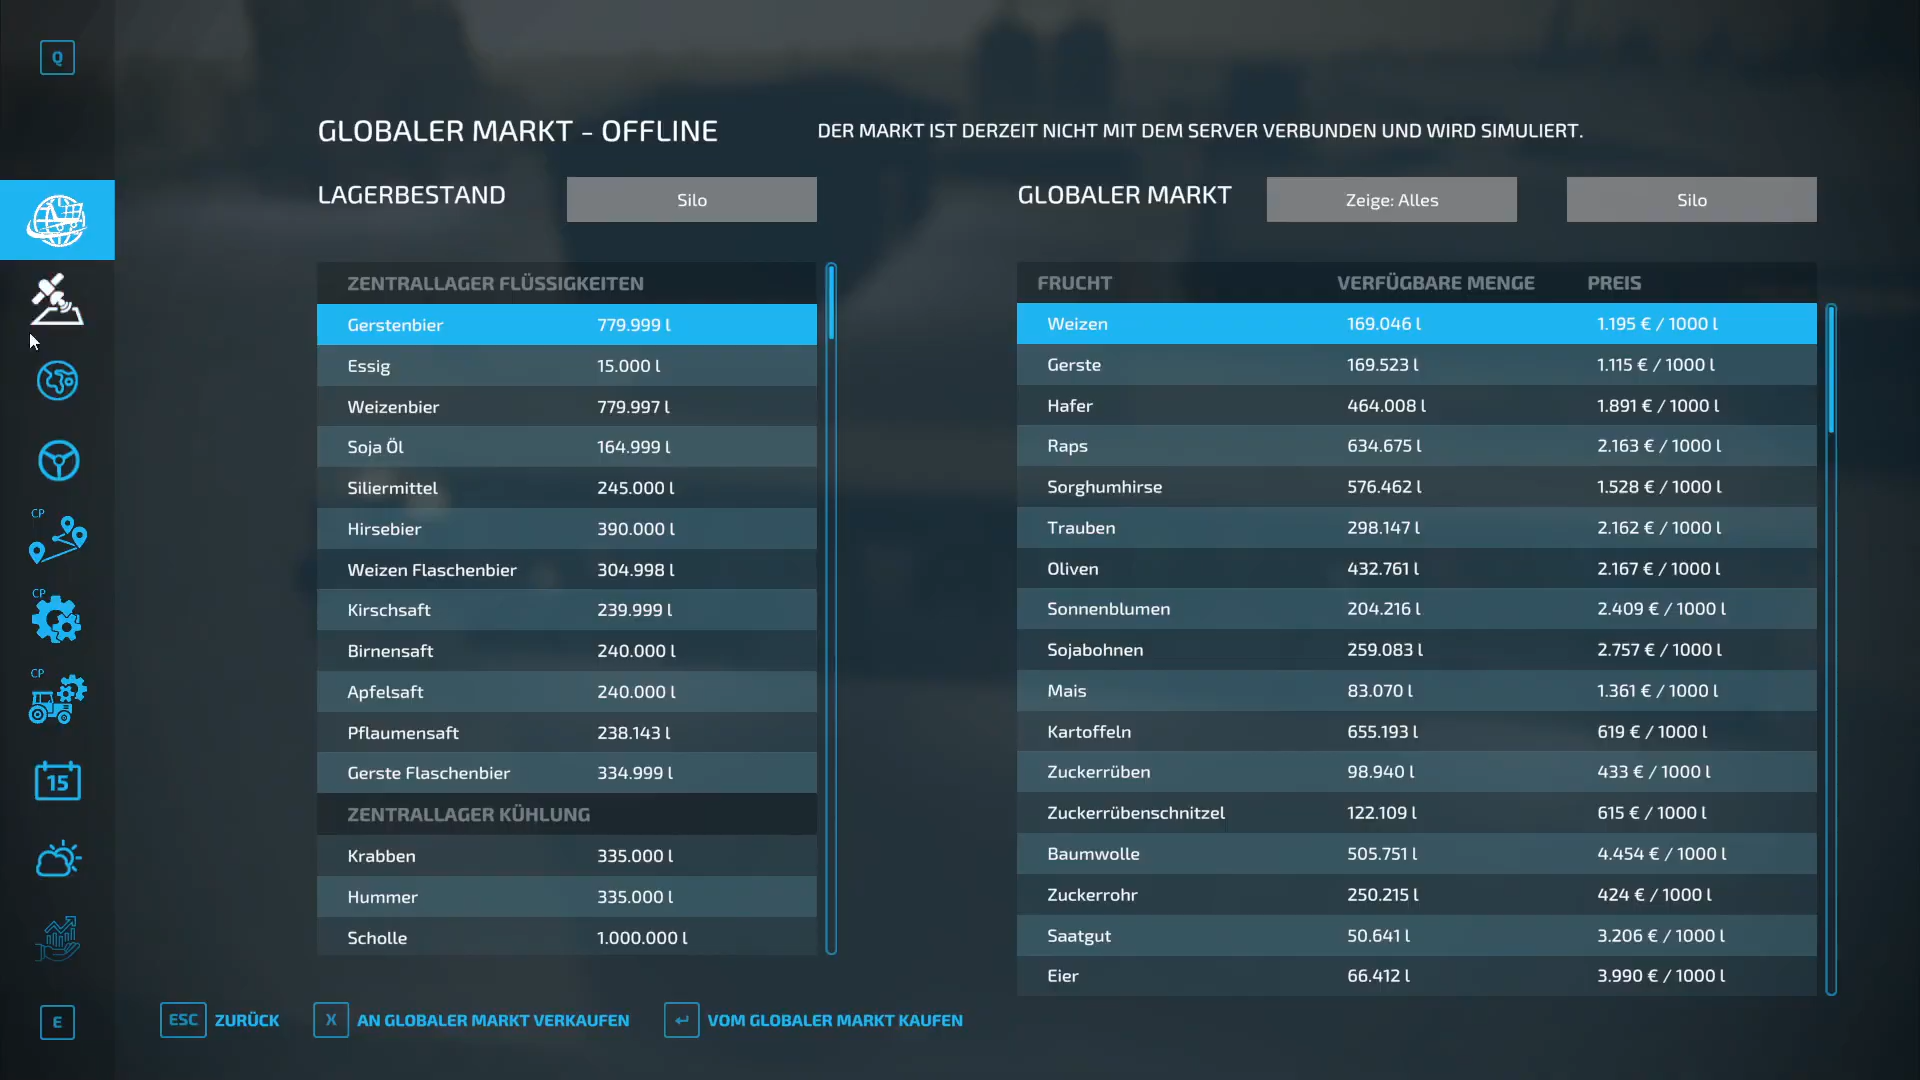 Q
GLOBALER MARKT - OFFLINE
DER MARKT IST DERZEIT NICHT MIT DEM SERVER VERBUNDEN UND WIRD SIMULIERT.
LAGERBESTAND
Silo
GLOBALER MARKT
Zeige: Alles
Silo
ZENTRALLAGER FLÜSSIGKEITEN
Gerstenbier 779.999 l
Essig 15.000 l
Weizenbier 779.997 l
Soja Öl 164.999 l
Siliermittel 245.000 l
Hirsebier 390.000 l
Weizen Flaschenbier 304.998 l
Kirschsaft 239.999 l
Birnensaft 240.000 l
Apfelsaft 240.000 l
Pflaumensaft 238.143 l
Gerste Flaschenbier 334.999 l
ZENTRALLAGER KÜHLUNG
Krabben 335.000 l
Hummer 335.000 l
Scholle 1.000.000 l
FRUCHT VERFÜGBARE MENGE PREIS
Weizen 169.046 l 1.195 € / 1000 l
Gerste 169.523 l 1.115 € / 1000 l
Hafer 464.008 l 1.891 € / 1000 l
Raps 634.675 l 2.163 € / 1000 l
Sorghumhirse 576.462 l 1.528 € / 1000 l
Trauben 298.147 l 2.162 € / 1000 l
Oliven 432.761 l 2.167 € / 1000 l
Sonnenblumen 204.216 l 2.409 € / 1000 l
Sojabohnen 259.083 l 2.757 € / 1000 l
Mais 83.070 l 1.361 € / 1000 l
Kartoffeln 655.193 l 619 € / 1000 l
Zuckerrüben 98.940 l 433 € / 1000 l
Zuckerrübenschnitzel 122.109 l 615 € / 1000 l
Baumwolle 505.751 l 4.454 € / 1000 l
Zuckerrohr 250.215 l 424 € / 1000 l
Saatgut 50.641 l 3.206 € / 1000 l
Eier 66.412 l 3.990 € / 1000 l
CP
CP
CP
15
E
ESC ZURÜCK
X AN GLOBALER MARKT VERKAUFEN
↵ VOM GLOBALER MARKT KAUFEN